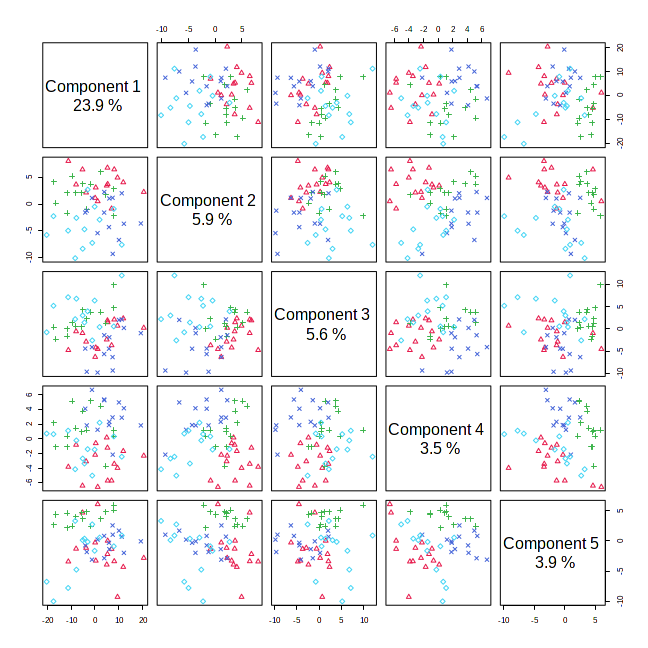 -10 -5 0 5
-6 -4 -2 0 2 4 6
Component 1
23.9 %
-20 -10 0 10 20
-10 -5 0 5
Component 2
5.9 %
Component 3
5.6 %
-10 -5 0 5 10
-6 -4 -2 0 2 4 6
Component 4
3.5 %
Component 5
3.9 %
-10 -5 0 5
-20 -10 0 10 20
-10 -5 0 5 10
-10 -5 0 5